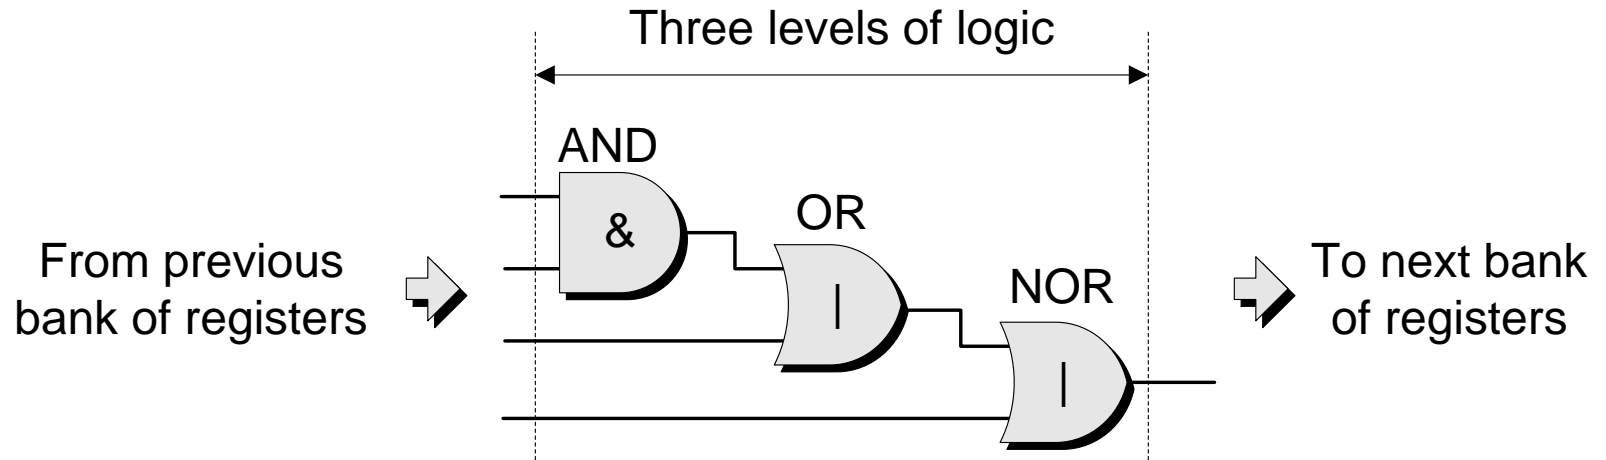 Three levels of logic
AND
&
OR
|
NOR
|
From previous
bank of registers
To next bank
of registers